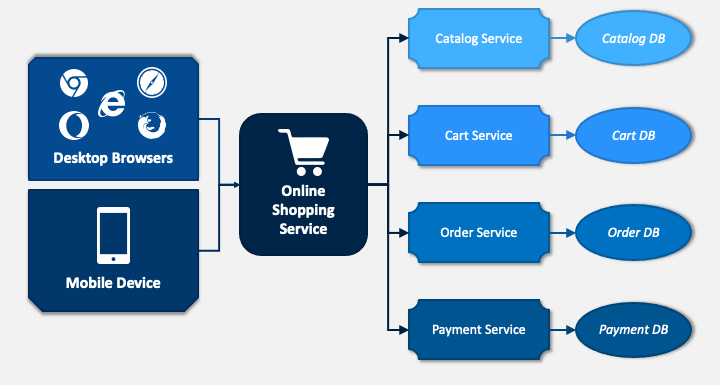 Desktop Browsers
Mobile Device
Online
Shopping
Service
Catalog Service
Catalog DB
Cart Service
Cart DB
Order Service
Order DB
Payment Service
Payment DB